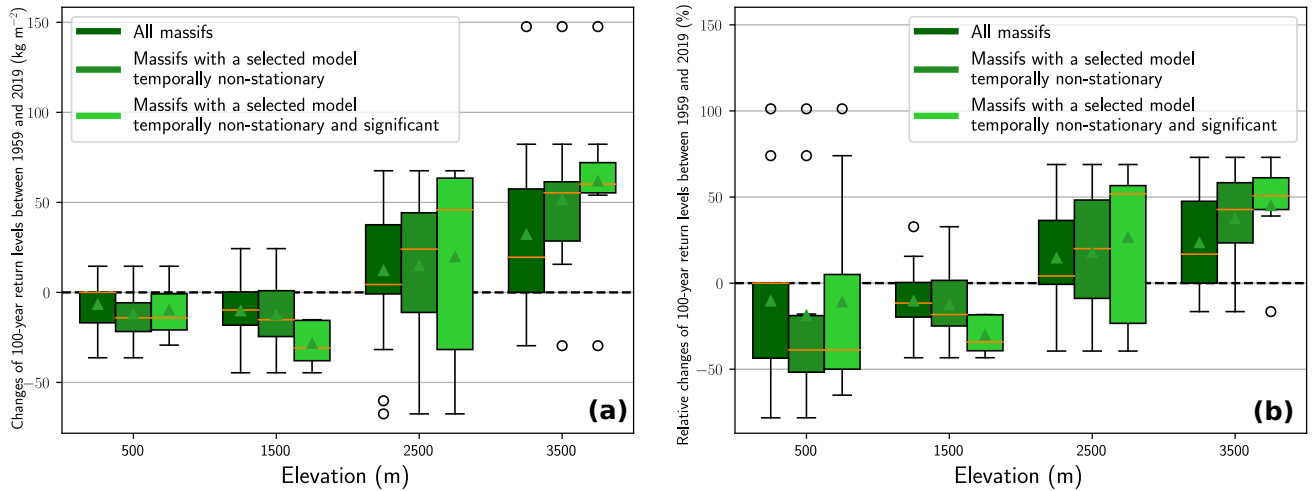 Changes of 100-year return levels between 1959 and 2019 (kg m⁻²)
150
100
50
0
−50
All massifs
Massifs with a selected model
temporally non-stationary
Massifs with a selected model
temporally non-stationary and significant
(a)
500
1500
2500
3500
Elevation (m)
Relative changes of 100-year return levels between 1959 and 2019 (%)
150
100
50
0
−50
All massifs
Massifs with a selected model
temporally non-stationary
Massifs with a selected model
temporally non-stationary and significant
(b)
500
1500
2500
3500
Elevation (m)